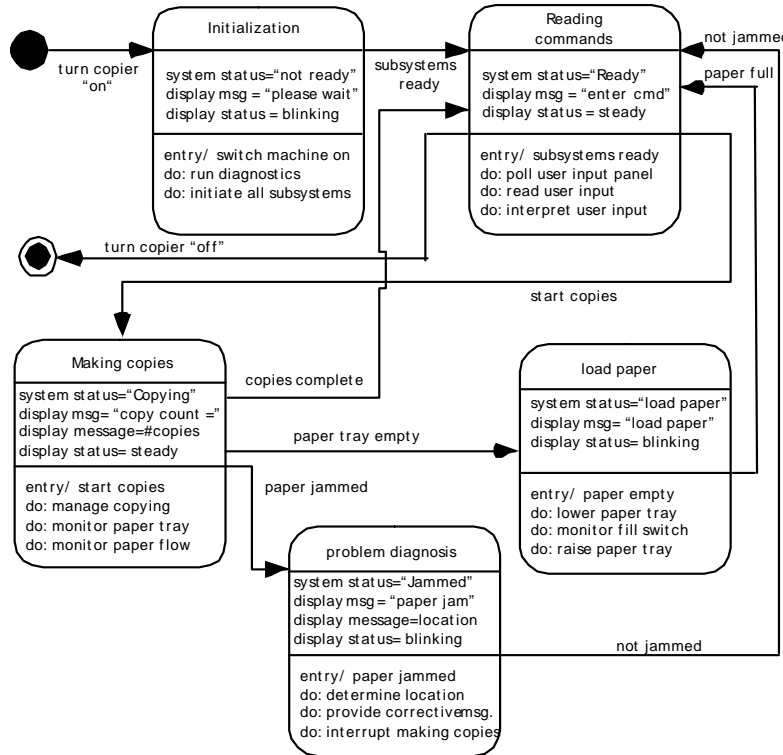 Initialization
system status="not ready"
display msg = "please wait"
display status = blinking
entry/ switch machine on
do: run diagnostics
do: initiate all subsystems
turn copier
"on"
subsystems
ready
Reading
commands
system status="Ready"
display msg = "enter cmd"
display status = steady
entry/ subsystems ready
do: poll user input panel
do: read user input
do: interpret user input
not jammed
paper full
turn copier "off"
start copies
Making copies
system status="Copying"
display msg= "copy count ="
display message=#copies
display status= steady
entry/ start copies
do: manage copying
do: monitor paper tray
do: monitor paper flow
copies complete
paper tray empty
paper jammed
load paper
system status="load paper"
display msg= "load paper"
display status= blinking
entry/ paper empty
do: lower paper tray
do: monitor fill switch
do: raise paper tray
problem diagnosis
system status="Jammed"
display msg = "paper jam"
display message=location
display status= blinking
entry/ paper jammed
do: determine location
do: provide correctivemsg.
do: interrupt making copies
not jammed